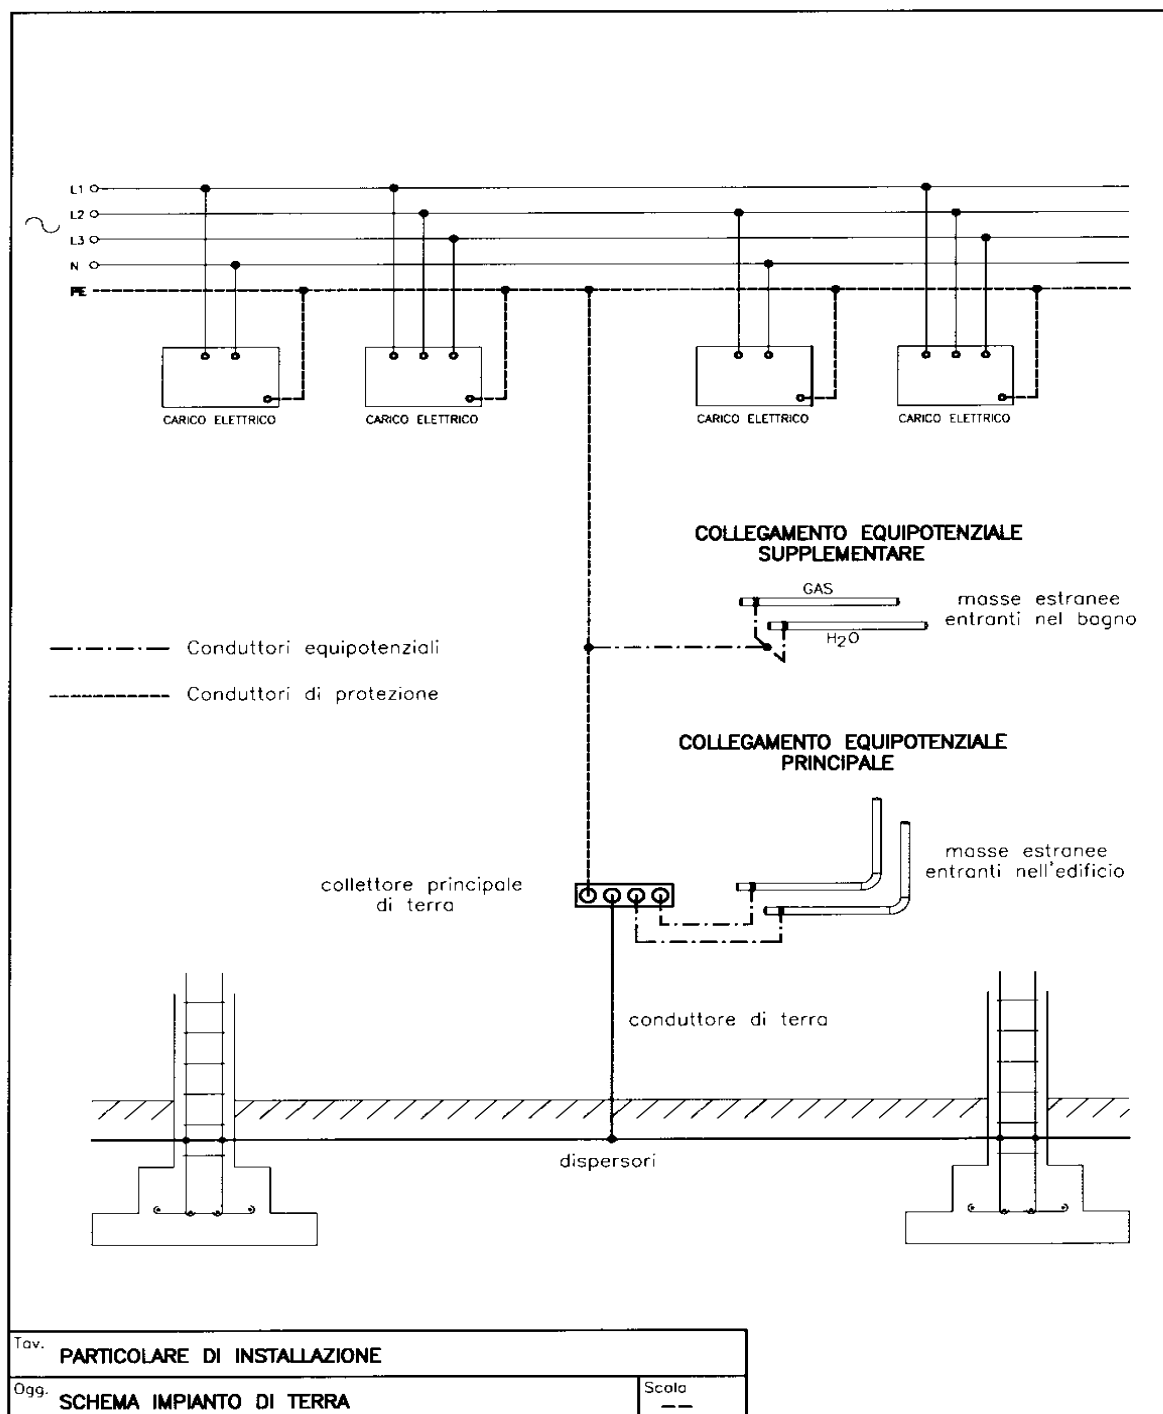 L1
L2
L3
N
PE
CARICO ELETTRICO
CARICO ELETTRICO
CARICO ELETTRICO
CARICO ELETTRICO
COLLEGAMENTO EQUIPOTENZIALE
SUPPLEMENTARE
GAS
H2O
masse estranee
entranti nel bagno
Conduttori equipotenziali
Conduttori di protezione
COLLEGAMENTO EQUIPOTENZIALE
PRINCIPALE
masse estranee
entranti nell'edificio
collettore principale
di terra
conduttore di terra
dispersori
Tav. PARTICOLARE DI INSTALLAZIONE
Ogg. SCHEMA IMPIANTO DI TERRA
Scala
--